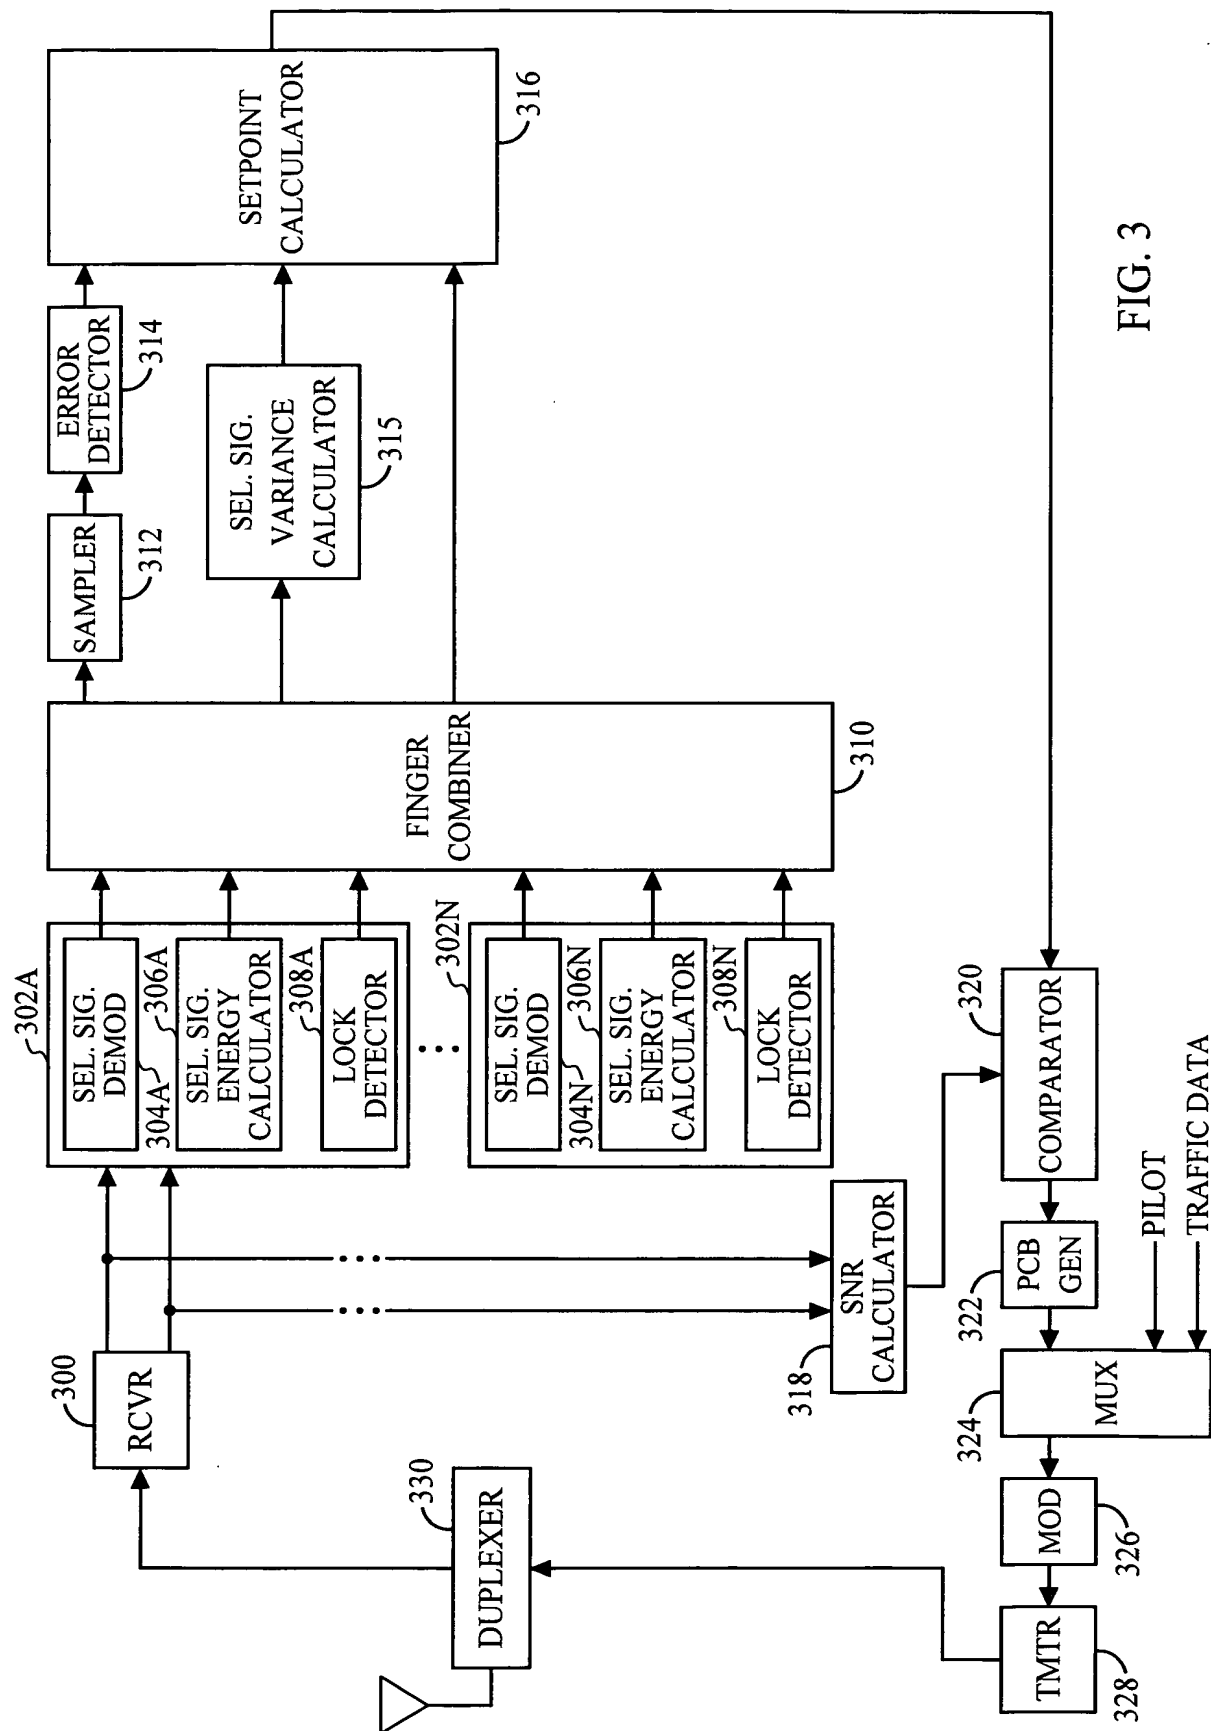 300
RCVR
302A
SEL. SIG.
DEMOD
304A
306A
SEL. SIG.
ENERGY
CALCULATOR
308A
LOCK
DETECTOR
302N
SEL. SIG.
DEMOD
304N
306N
SEL. SIG.
ENERGY
CALCULATOR
308N
LOCK
DETECTOR
FINGER
COMBINER
310
SAMPLER
312
ERROR
DETECTOR
314
SEL. SIG.
VARIANCE
CALCULATOR
315
SETPOINT
CALCULATOR
316
330
DUPLEXER
SNR
CALCULATOR
318
TMTR
328
MOD
326
324
MUX
322
PCB
GEN
320
COMPARATOR
PILOT
TRAFFIC DATA
FIG. 3